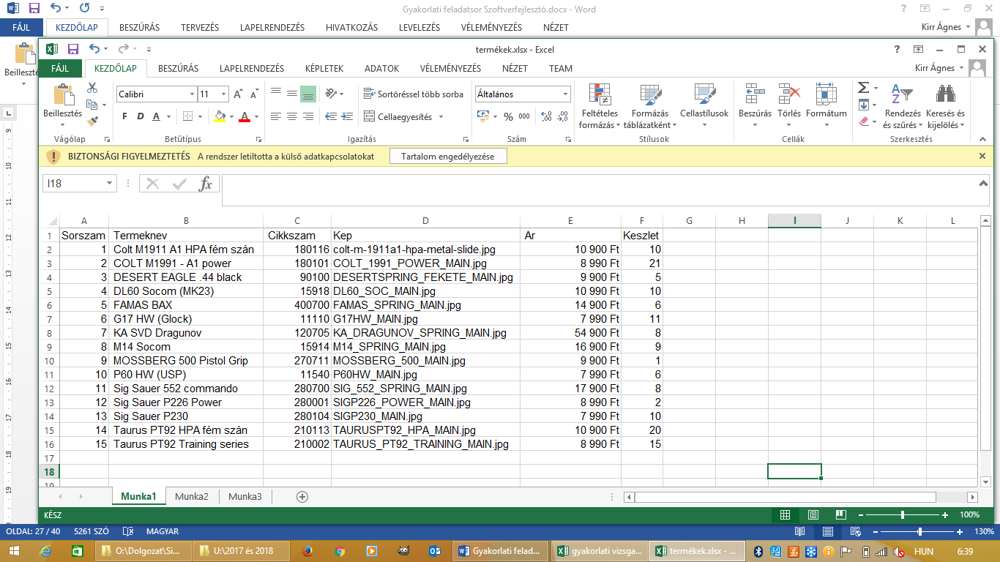 Gyakorlati feladatsor Szoftverfejlesztő.docx - Word
FÁJL KEZDŐLAP BESZÚRÁS TERVEZÉS LAPELRENDEZÉS HIVATKOZÁS LEVELEZÉS VÉLEMÉNYEZÉS NÉZET Kirr Ágnes
termékek.xlsx - Excel
FÁJL KEZDŐLAP BESZÚRÁS LAPELRENDEZÉS KÉPLETEK ADATOK VÉLEMÉNYEZÉS NÉZET TEAM Kirr Ágnes
Beillesztés Calibri 11 Sortöréssel több sorba Általános
F D A Cellaegyesítés % 000
Feltételes formázás Formázás táblázatként Cellastílusok Beszúrás Törlés Formátum Rendezés és szűrés Keresés és kijelölés
Vágólap Betűtípus Igazítás Szám Stílusok Cellák Szerkesztés
BIZTONSÁGI FIGYELMEZTETÉS A rendszer letiltotta a külső adatkapcsolatokat Tartalom engedélyezése
I18 fx
A B C D E F G H I J K L
1 Sorszam Termeknev Cikkszam Kep Ar Keszlet
2 1 Colt M1911 A1 HPA fém szán 180116 colt-m-1911a1-hpa-metal-slide.jpg 10 900 Ft 10
3 2 COLT M1991 - A1 power 180101 COLT_1991_POWER_MAIN.jpg 8 990 Ft 21
4 3 DESERT EAGLE .44 black 90100 DESERTSPRING_FEKETE_MAIN.jpg 9 900 Ft 5
5 4 DL60 Socom (MK23) 15918 DL60_SOC_MAIN.jpg 10 990 Ft 10
6 5 FAMAS BAX 400700 FAMAS_SPRING_MAIN.jpg 14 900 Ft 6
7 6 G17 HW (Glock) 11110 G17HW_MAIN.jpg 7 990 Ft 11
8 7 KA SVD Dragunov 120705 KA_DRAGUNOV_SPRING_MAIN.jpg 54 900 Ft 8
9 8 M14 Socom 15914 M14_SPRING_MAIN.jpg 16 900 Ft 9
10 9 MOSSBERG 500 Pistol Grip 270711 MOSSBERG_500_MAIN.jpg 9 900 Ft 1
11 10 P60 HW (USP) 11540 P60HW_MAIN.jpg 7 990 Ft 6
12 11 Sig Sauer 552 commando 280700 SIG_552_SPRING_MAIN.jpg 17 900 Ft 8
13 12 Sig Sauer P226 Power 280001 SIGP226_POWER_MAIN.jpg 8 990 Ft 2
14 13 Sig Sauer P230 280104 SIGP230_MAIN.jpg 7 990 Ft 10
15 14 Taurus PT92 HPA fém szán 210113 TAURUSPT92_HPA_MAIN.jpg 10 900 Ft 20
16 15 Taurus PT92 Training series 210002 TAURUS_PT92_TRAINING_MAIN.jpg 8 990 Ft 15
17
18
Munka1 Munka2 Munka3
KÉSZ 100%
OLDAL: 27 / 40 5261 SZÓ MAGYAR 130%
O:\Dolgozat\Si... U:\2017 és 2018 Gyakorlati felad... gyakorlati vizsga... termékek.xlsx - ... HUN 6:39